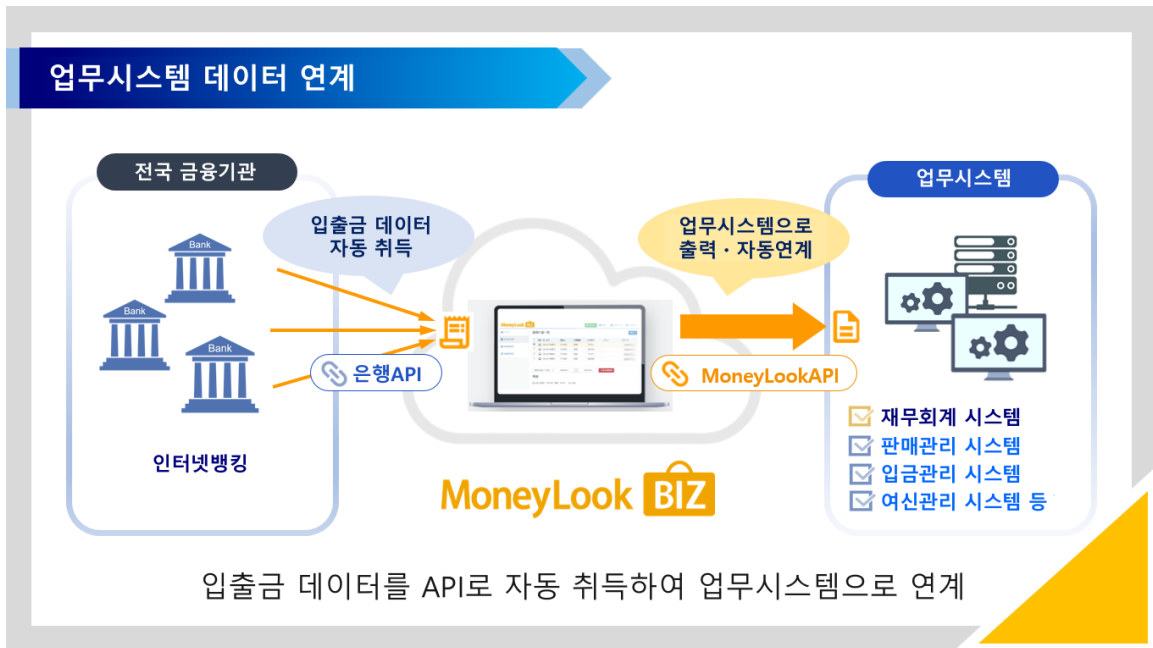 업무시스템 데이터 연계
전국 금융기관
Bank
Bank
Bank
인터넷뱅킹
입출금 데이터
자동 취득
은행API
MoneyLook BIZ
MoneyLook BIZ
업무시스템으로
출력・자동연계
MoneyLookAPI
업무시스템
재무회계 시스템
판매관리 시스템
입금관리 시스템
여신관리 시스템 등
입출금 데이터를 API로 자동 취득하여 업무시스템으로 연계